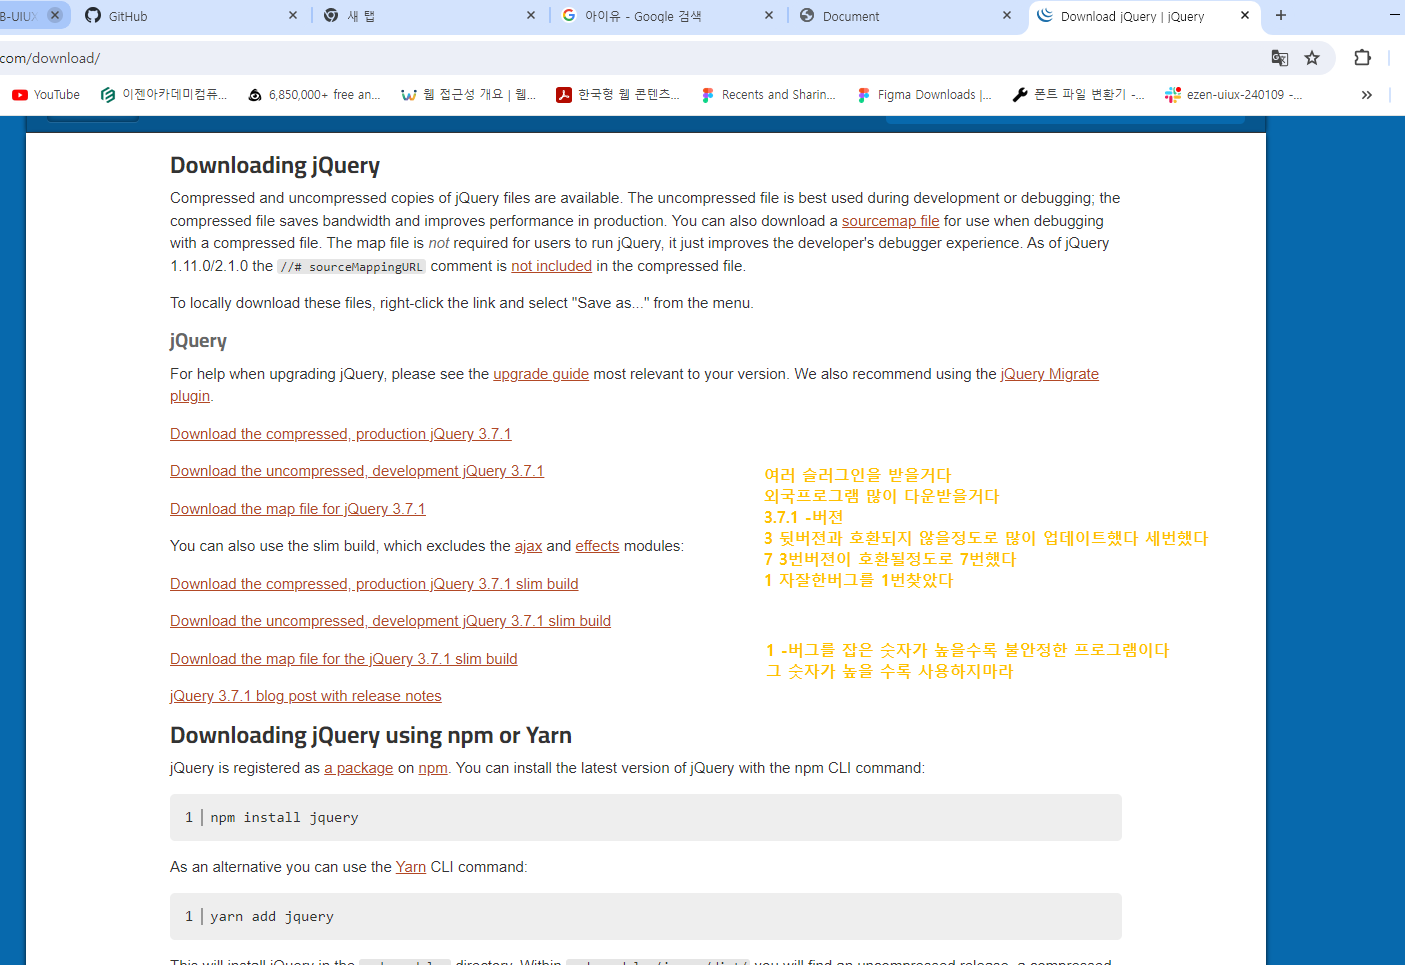 B-UIUX
GitHub
새 탭
아이유 - Google 검색
Document
Download jQuery | jQuery
com/download/
YouTube
이젠아카데미컴퓨...
6,850,000+ free an...
웹 접근성 개요 | 웹...
한국형 웹 콘텐츠...
Recents and Sharin...
Figma Downloads |...
폰트 파일 변환기 -...
ezen-uiux-240109 -...
Downloading jQuery
Compressed and uncompressed copies of jQuery files are available. The uncompressed file is best used during development or debugging; the
compressed file saves bandwidth and improves performance in production. You can also download a sourcemap file for use when debugging
with a compressed file. The map file is not required for users to run jQuery, it just improves the developer's debugger experience. As of jQuery
1.11.0/2.1.0 the //# sourceMappingURL comment is not included in the compressed file.
To locally download these files, right-click the link and select "Save as..." from the menu.
jQuery
For help when upgrading jQuery, please see the upgrade guide most relevant to your version. We also recommend using the jQuery Migrate
plugin.
Download the compressed, production jQuery 3.7.1
Download the uncompressed, development jQuery 3.7.1
Download the map file for jQuery 3.7.1
You can also use the slim build, which excludes the ajax and effects modules:
Download the compressed, production jQuery 3.7.1 slim build
Download the uncompressed, development jQuery 3.7.1 slim build
Download the map file for the jQuery 3.7.1 slim build
jQuery 3.7.1 blog post with release notes
여러 슬러그인을 받을거다
외국프로그램 많이 다운받을거다
3.7.1 -버젼
3 뒷버젼과 호환되지 않을정도로 많이 업데이트했다 세번했다
7 3번버젼이 호환될정도로 7번했다
1 자잘한버그를 1번찾았다
1 -버그를 잡은 숫자가 높을수록 불안정한 프로그램이다
그 숫자가 높을 수록 사용하지마라
Downloading jQuery using npm or Yarn
jQuery is registered as a package on npm. You can install the latest version of jQuery with the npm CLI command:
1 npm install jquery
As an alternative you can use the Yarn CLI command:
1 yarn add jquery
This will install jQuery in the directory. Within you will find an uncompressed release, a compressed